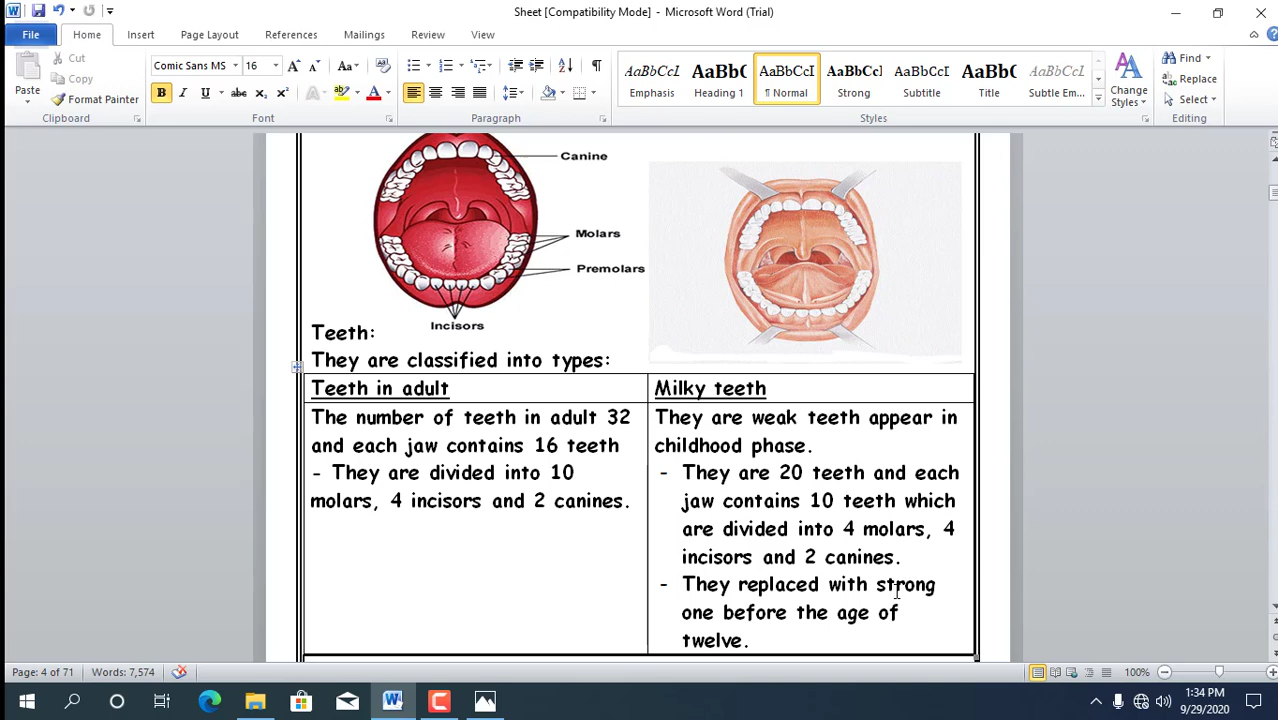 Sheet [Compatibility Mode] - Microsoft Word (Trial)
File Home Insert Page Layout References Mailings Review View
Paste
Cut
Copy
Format Painter
Clipboard
Comic Sans MS 16
Font
Paragraph
AaBbCcI AaBb( AaBbCcI AaBbCcl AaBbCcI AaBb( AaBbCcI
Emphasis Heading 1 ¶ Normal Strong Subtitle Title Subtle Em...
Change Styles
Styles
Find
Replace
Select
Editing
Canine
Molars
Premolars
Incisors
Teeth:
They are classified into types:
Teeth in adult
The number of teeth in adult 32
and each jaw contains 16 teeth
- They are divided into 10
molars, 4 incisors and 2 canines.
Milky teeth
They are weak teeth appear in
childhood phase.
- They are 20 teeth and each
jaw contains 10 teeth which
are divided into 4 molars, 4
incisors and 2 canines.
- They replaced with strong
one before the age of
twelve.
Page: 4 of 71 Words: 7,574 100%
1:34 PM
9/29/2020